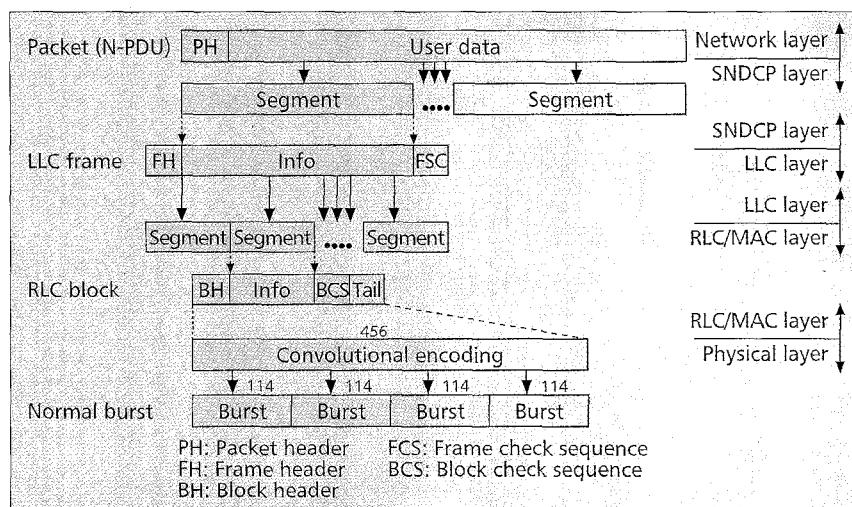 Packet (N-PDU) PH User data Network layer
SNDCP layer
Segment .... Segment
SNDCP layer
LLC frame FH Info FSC
LLC layer
LLC layer
Segment Segment .... Segment
RLC/MAC layer
RLC block BH Info BCS Tail
RLC/MAC layer
456
Convolutional encoding
Physical layer
114 114 114 114
Normal burst Burst Burst Burst Burst
PH: Packet header FCS: Frame check sequence
FH: Frame header BCS: Block check sequence
BH: Block header